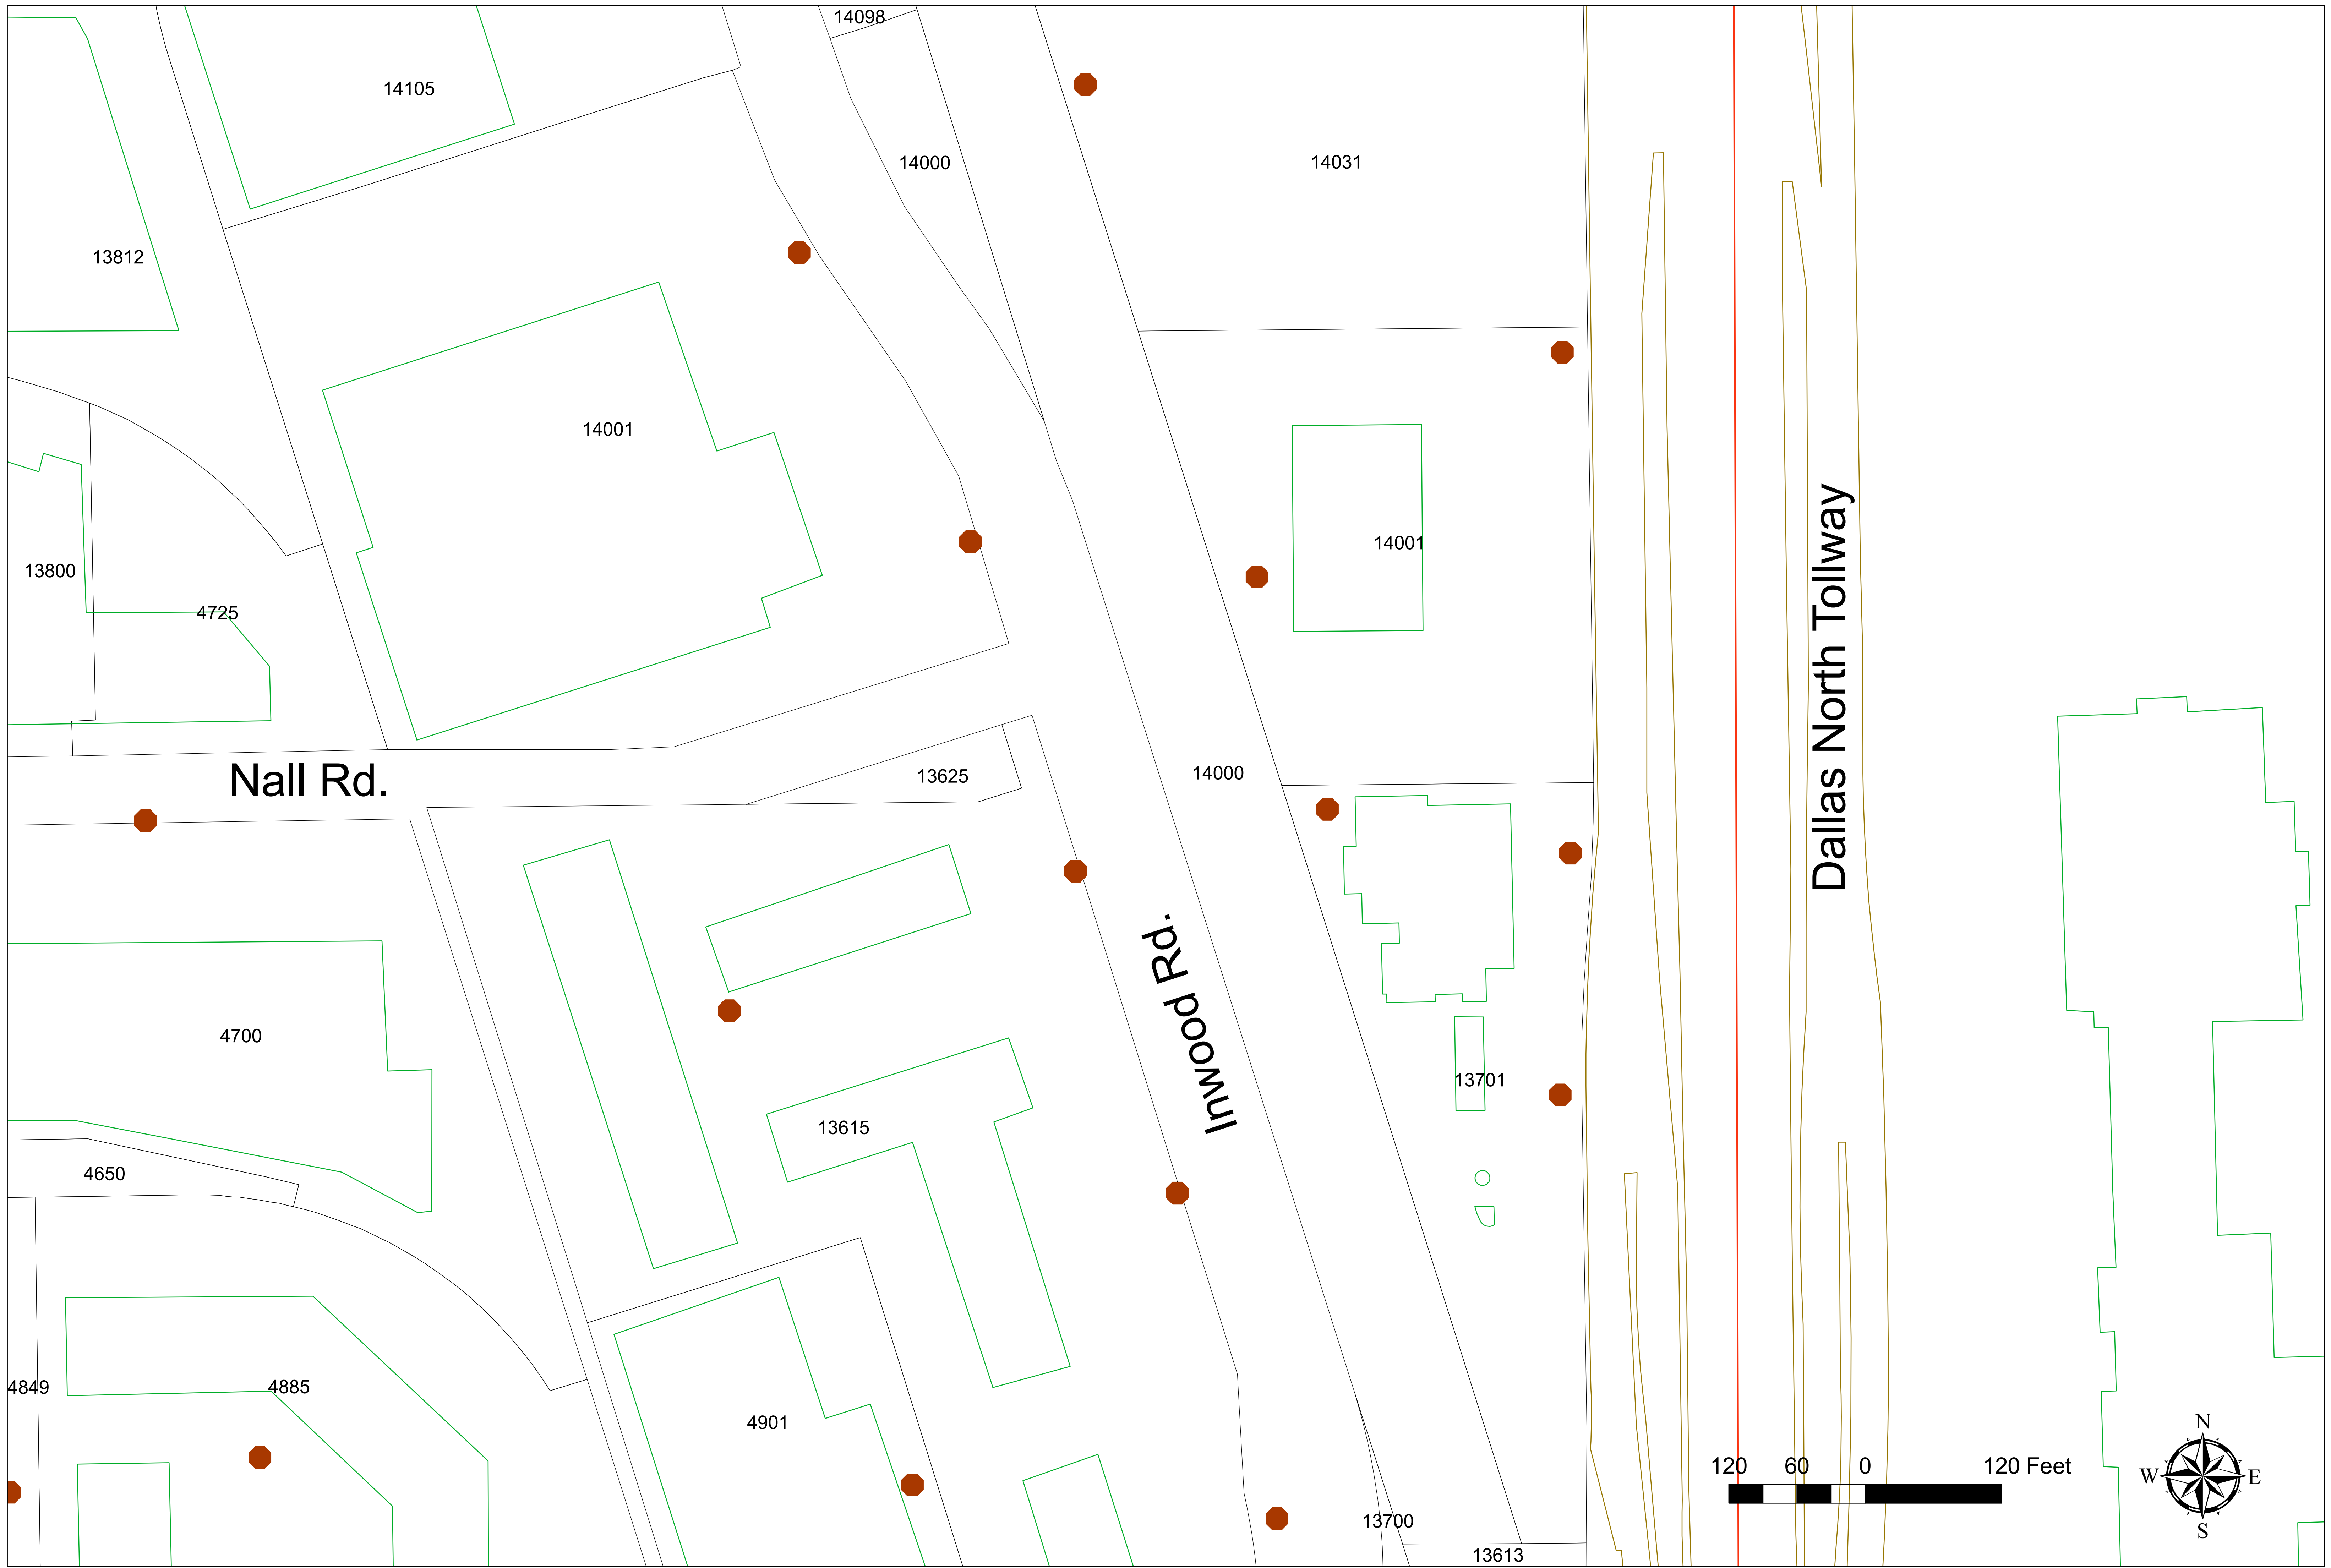 14098
14105
14000
14031
13812
14001
14001
13800
4725
Dallas North Tollway
14000
13625
Nall Rd.
Inwood Rd.
4700
13701
13615
4650
4849
4885
4901
N
W
E
S
120 60 0 120 Feet
13700
13613